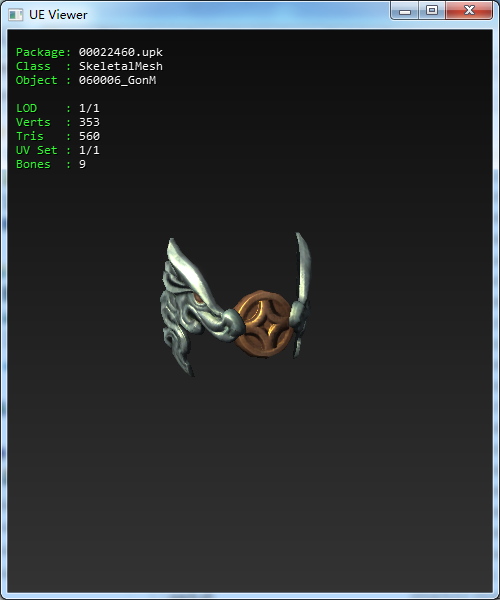 UE Viewer
Package: 00022460.upk
Class : SkeletalMesh
Object : 060006_GonM
LOD : 1/1
Verts : 353
Tris : 560
UV Set : 1/1
Bones : 9